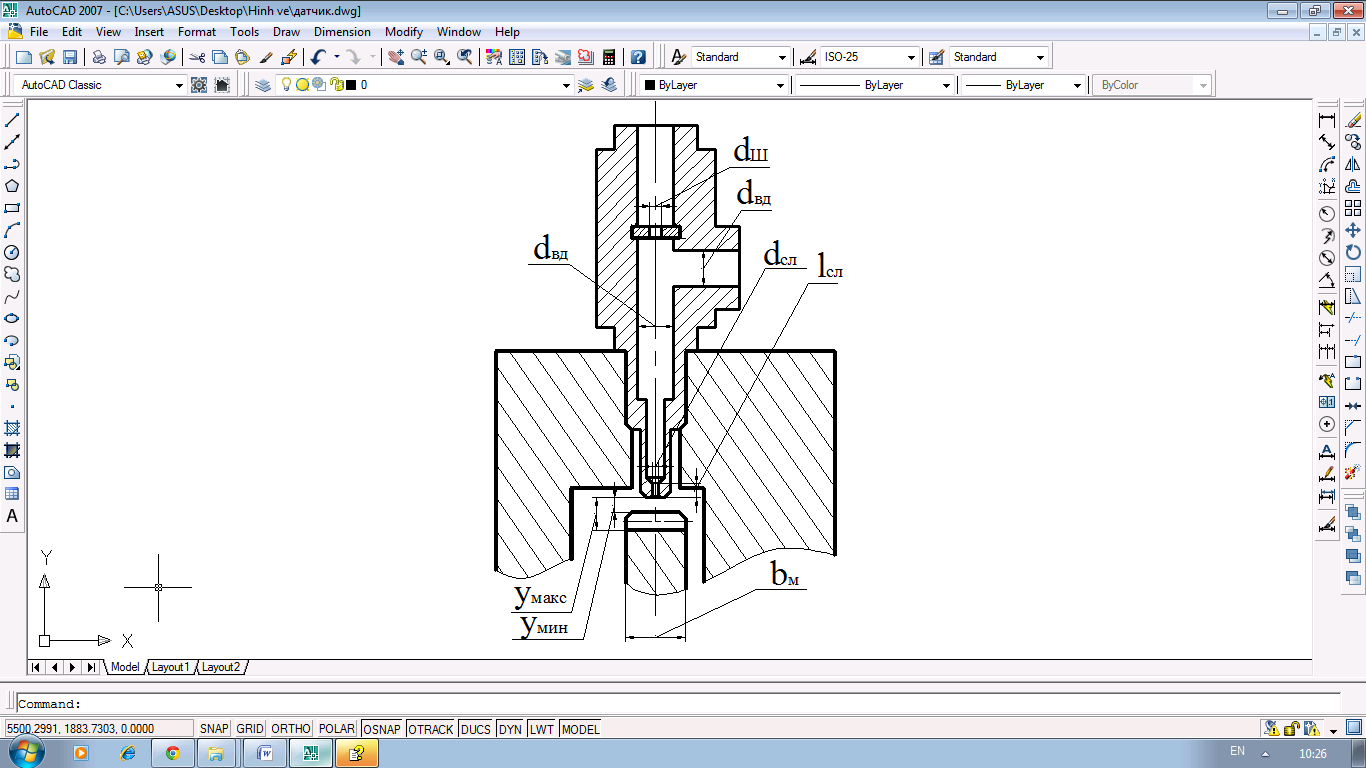 AutoCAD 2007 - [C:\Users\ASUS\Desktop\Hinh ve\датчик.dwg]
File Edit View Insert Format Tools Draw Dimension Modify Window Help
Standard ISO-25 Standard
AutoCAD Classic 0 ByLayer ByLayer ByLayer ByColor
dШ
dвд
dвд
dсл
lсл
bм
yмакс
yмин
Y
X
A
Model Layout1 Layout2
Command:
5500.2991, 1883.7303, 0.0000 SNAP GRID ORTHO POLAR OSNAP OTRACK DUCS DYN LWT MODEL
EN 10:26